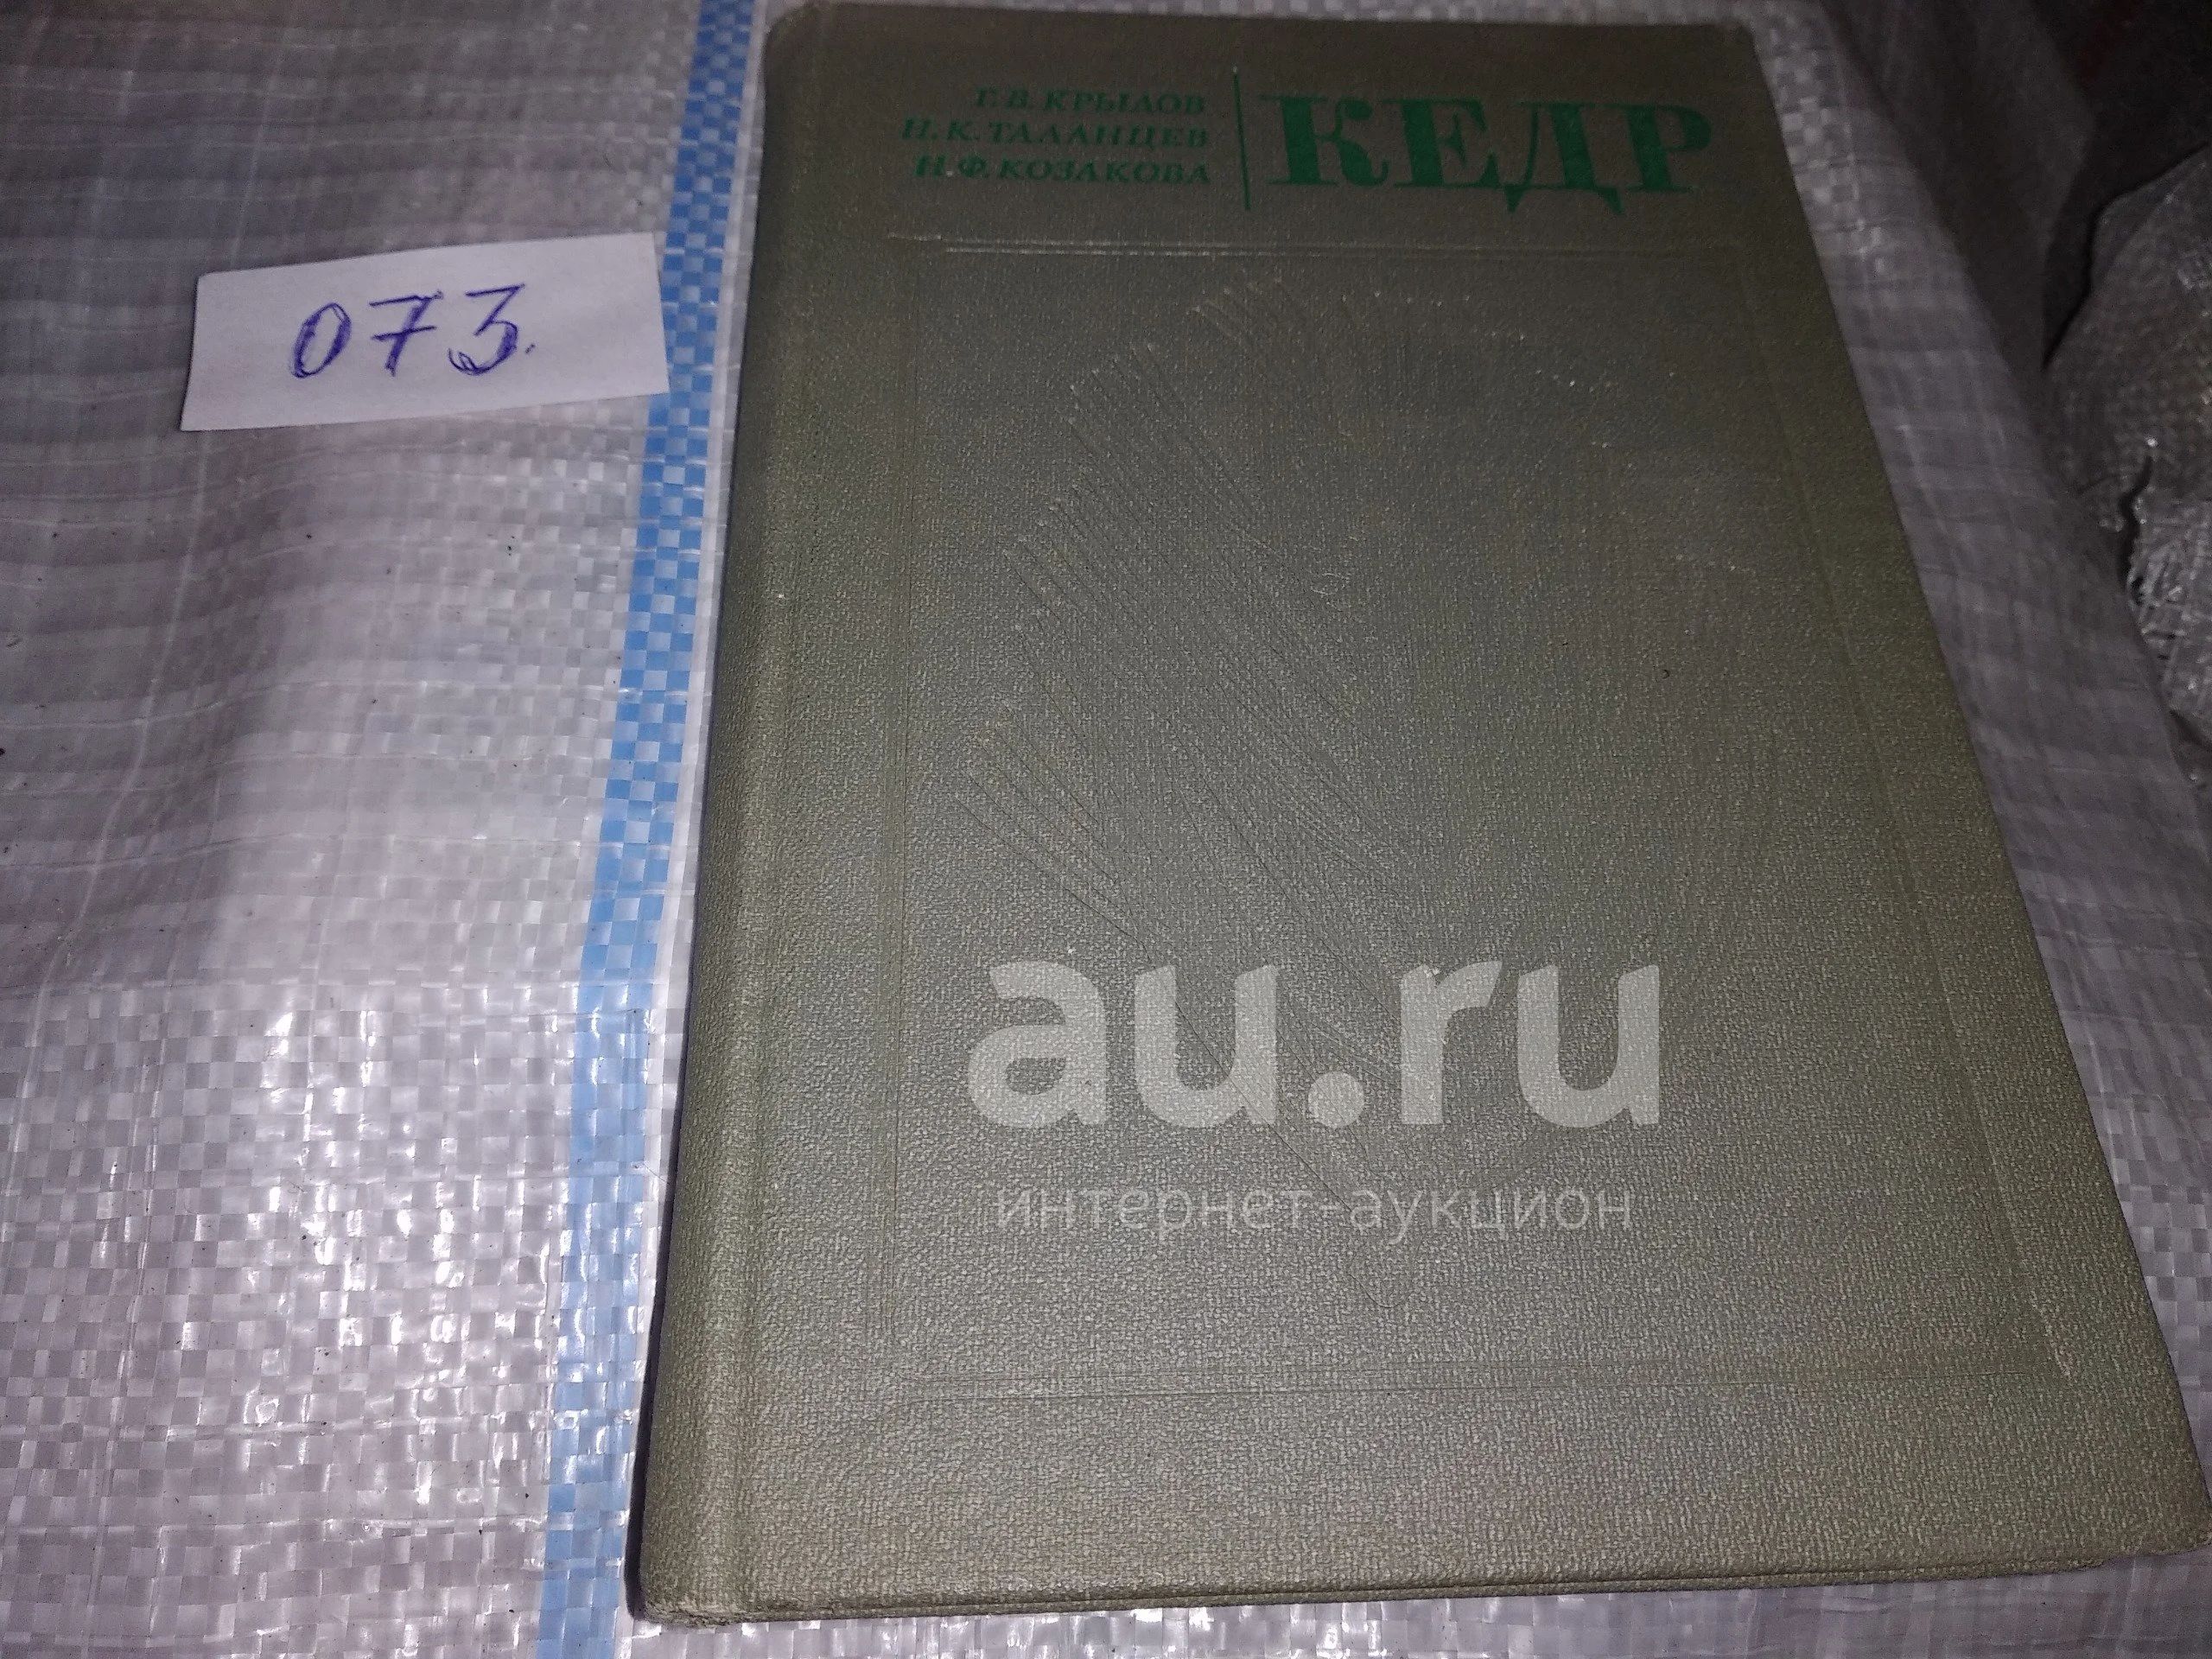 Г. В. КРЫЛОВ
Н. К. ТАЛАНЦЕВ
Н. Ф. КОЗАКОВА
КЕДР
073.
au.ru
интернет-аукцион